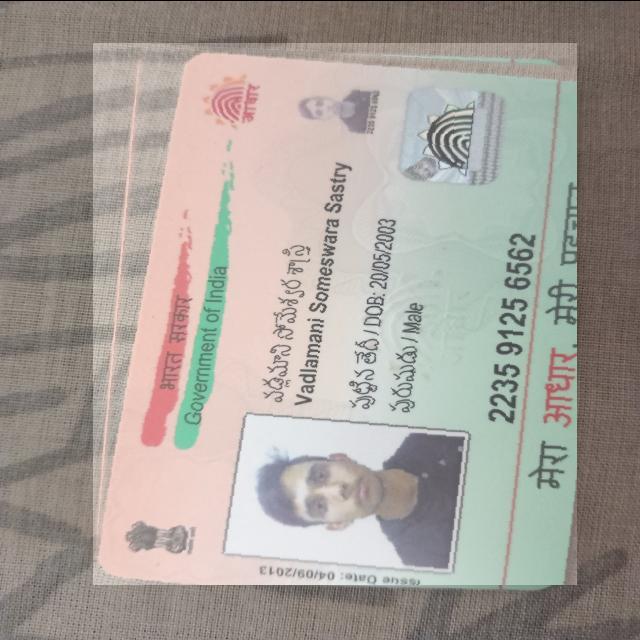 भारत सरकार
Government of India
आधार
వడ్లమాని సోమేశ్వర శాస్త్రి
Vadlamani Someswara Sastry
పుట్టిన తేదీ / DOB: 20/05/2003
పురుషుడు / Male
Issue Date: 04/09/2013
2235 9125 6562
मेरा आधार, मेरी पहचान